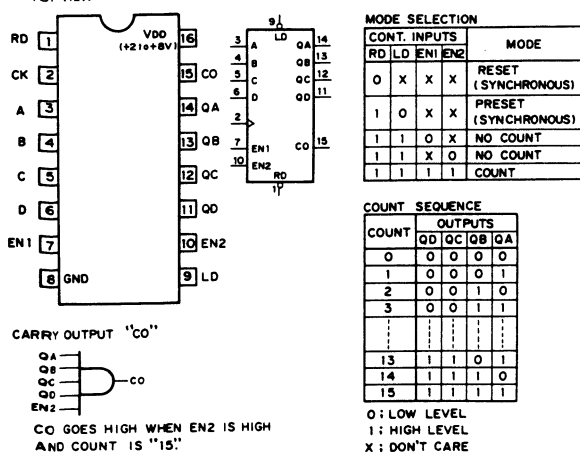 RD 1 VDD 16
(+2 to +8V)
CK 2 15 CO
A 3 14 QA
B 4 13 QB
C 5 12 QC
D 6 11 QD
EN1 7 10 EN2
8 GND 9 LD
9
LD
3 A QA 14
4 B QB 13
5 C QC 12
6 D QD 11
2
7 EN1 CO 15
10 EN2
RD
1
MODE SELECTION
CONT. INPUTS MODE
RD LD EN1 EN2
0 X X X RESET
(SYNCHRONOUS)
1 0 X X PRESET
(SYNCHRONOUS)
1 1 0 X NO COUNT
1 1 X 0 NO COUNT
1 1 1 1 COUNT
COUNT SEQUENCE
COUNT OUTPUTS
QD QC QB QA
0 0 0 0 0
1 0 0 0 1
2 0 0 1 0
3 0 0 1 1
13 1 1 0 1
14 1 1 1 0
15 1 1 1 1
0 ; LOW LEVEL
1 ; HIGH LEVEL
X ; DON'T CARE
CARRY OUTPUT "CO"
QA
QB
QC
QD
EN2
CO
CO GOES HIGH WHEN EN2 IS HIGH
AND COUNT IS "15".